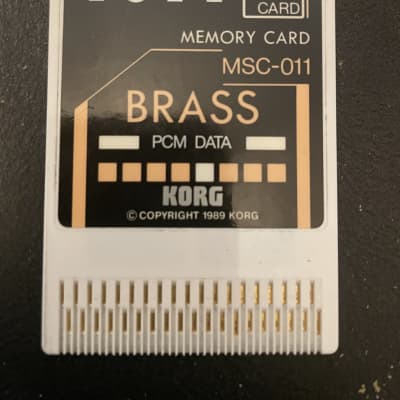 CARD
MEMORY CARD
MSC-011
BRASS
PCM DATA
KORG
© COPYRIGHT 1989 KORG